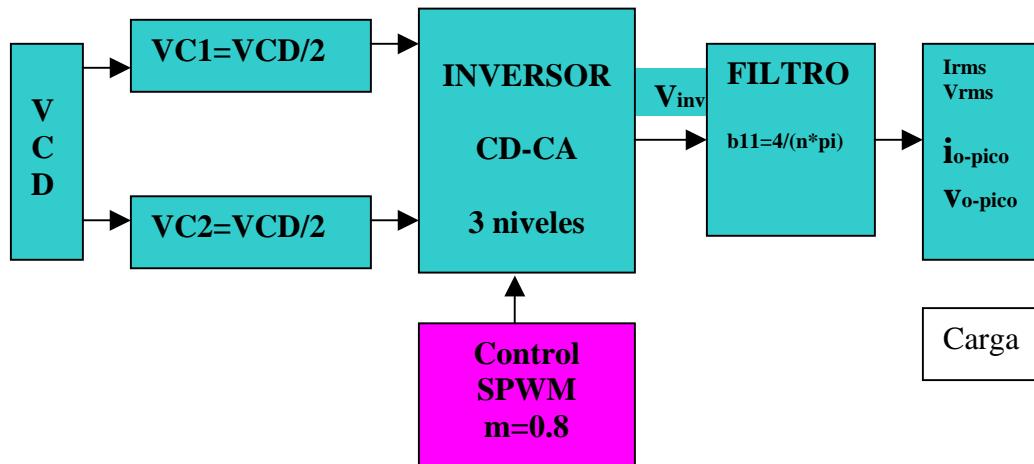 V
C
D
VC1=VCD/2
VC2=VCD/2
INVERSOR
CD-CA
3 niveles
Control
SPWM
m=0.8
Vinv
FILTRO
b11=4/(n*pi)
Irms
Vrms
io-pico
vo-pico
Carga